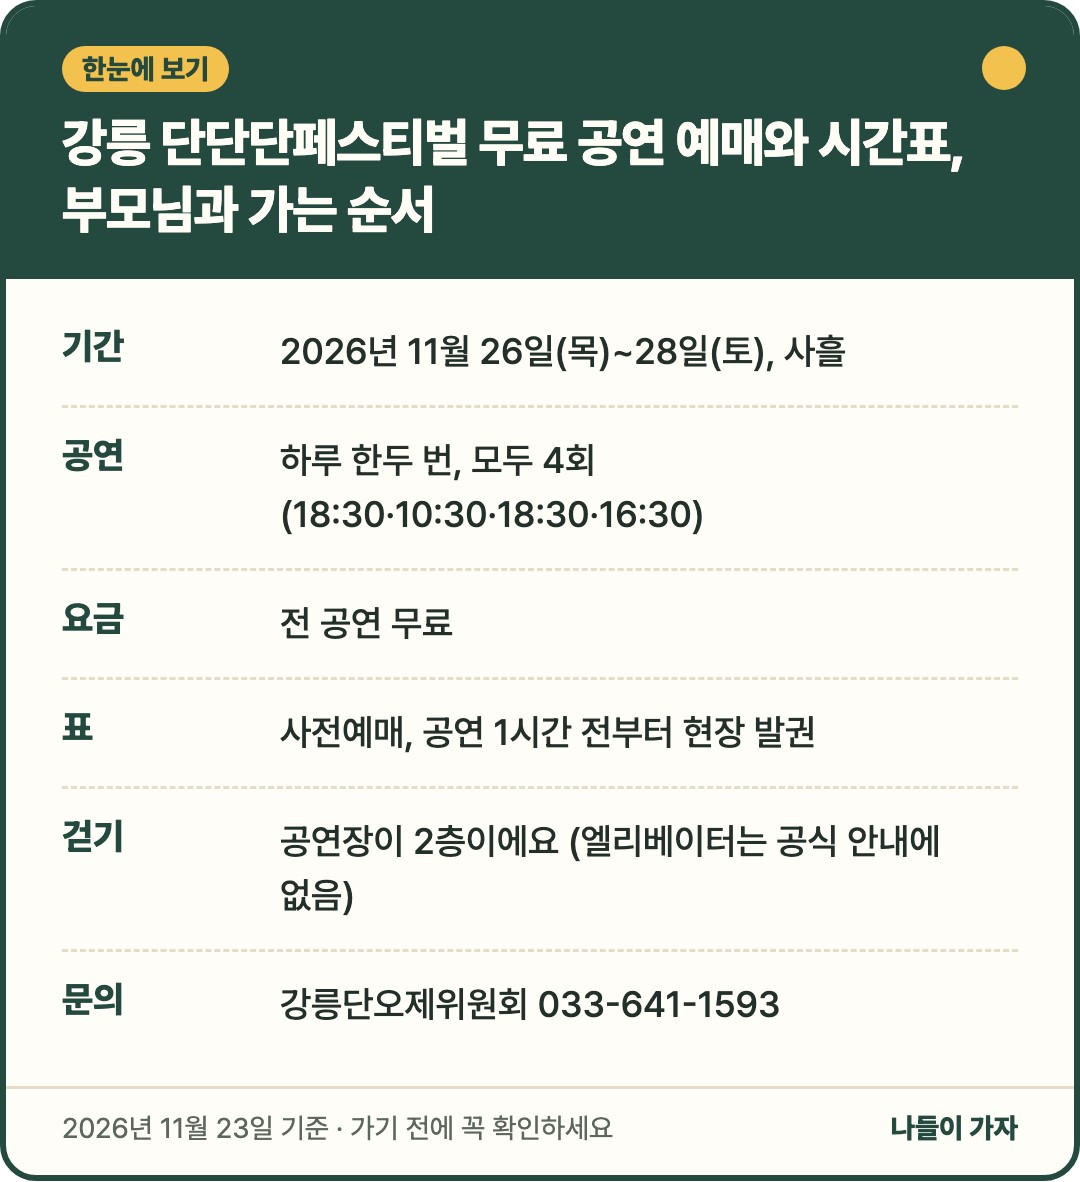 한눈에 보기
강릉 단단단페스티벌 무료 공연 예매와 시간표,
부모님과 가는 순서
기간
2026년 11월 26일(목)~28일(토), 사흘
공연
하루 한두 번, 모두 4회
(18:30·10:30·18:30·16:30)
요금
전 공연 무료
표
사전예매, 공연 1시간 전부터 현장 발권
걷기
공연장이 2층이에요 (엘리베이터는 공식 안내에
없음)
문의
강릉단오제위원회 033-641-1593
2026년 11월 23일 기준 · 가기 전에 꼭 확인하세요
나들이 가자